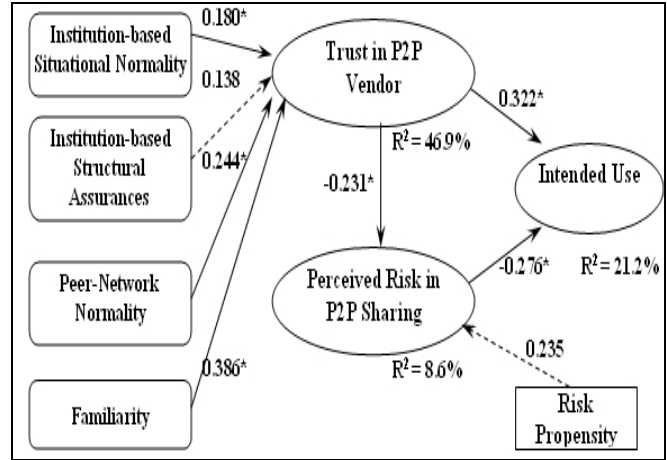 Institution-based
Situational Normality
0.180*
Trust in P2P
Vendor
0.138
Institution-based
Structural
Assurances
0.244*
R² = 46.9%
0.322*
-0.231*
Intended Use
R² = 21.2%
Peer-Network
Normality
Perceived Risk in
P2P Sharing
-0.276*
R² = 8.6%
0.386*
0.235
Familiarity
Risk
Propensity